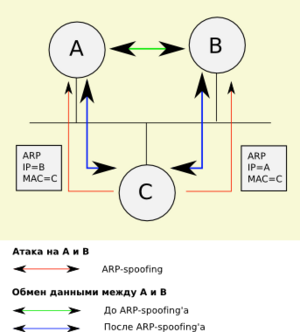 A
B
ARP
IP=B
MAC=C
ARP
IP=A
MAC=C
C
Атака на А и В
ARP-spoofing
Обмен данными между А и В
До ARP-spoofing'а
После ARP-spoofing'а